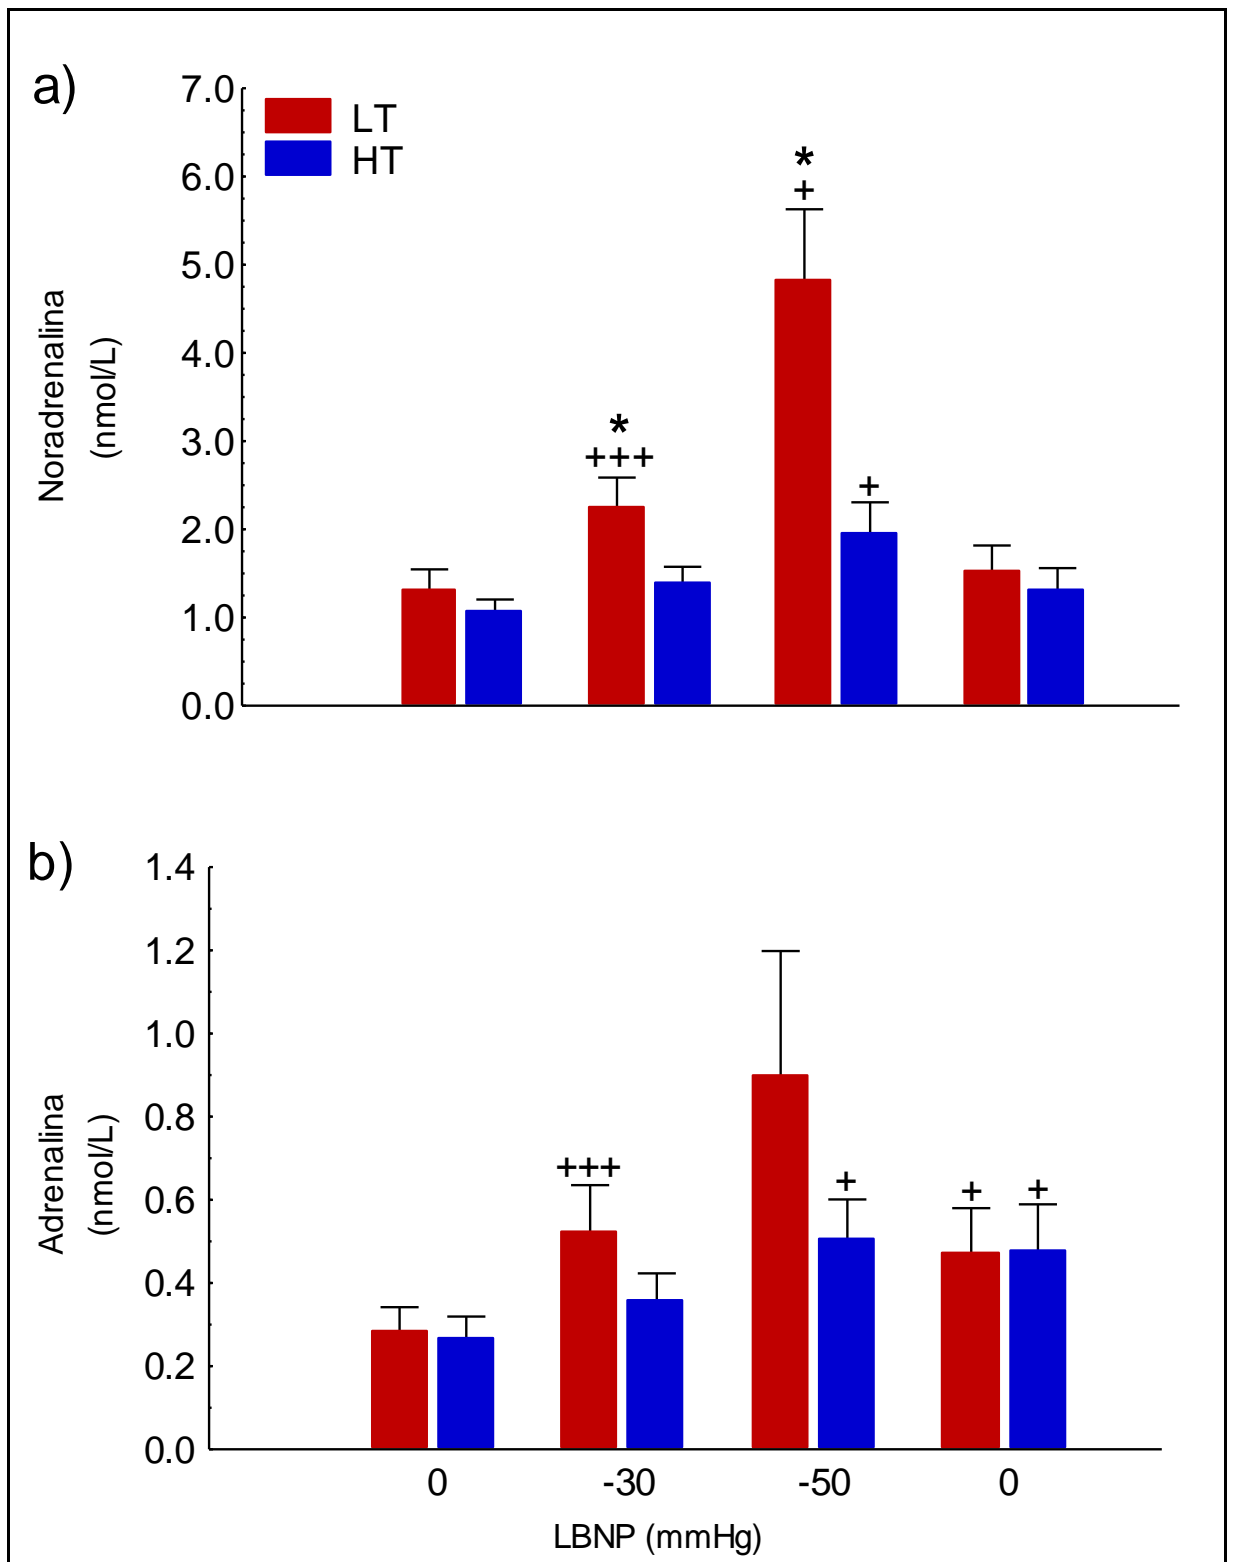 a)
7.0
LT
HT
6.0
*
+
5.0
4.0
*
3.0
+++
+
2.0
1.0
0.0
Noradrenalina
(nmol/L)
b)
1.4
1.2
1.0
0.8
+++
+
+
+
0.6
0.4
0.2
0.0
Adrenalina
(nmol/L)
0 -30 -50 0
LBNP (mmHg)